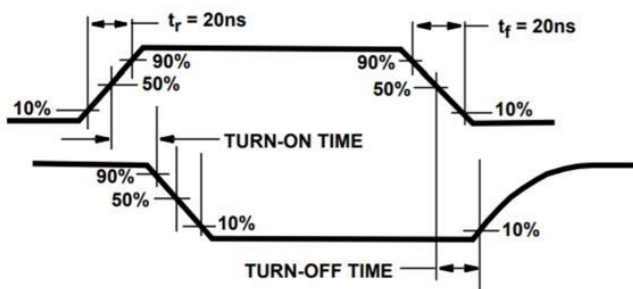 tr = 20ns
tf = 20ns
90%
90%
50%
50%
10%
10%
TURN-ON TIME
90%
50%
10%
10%
TURN-OFF TIME